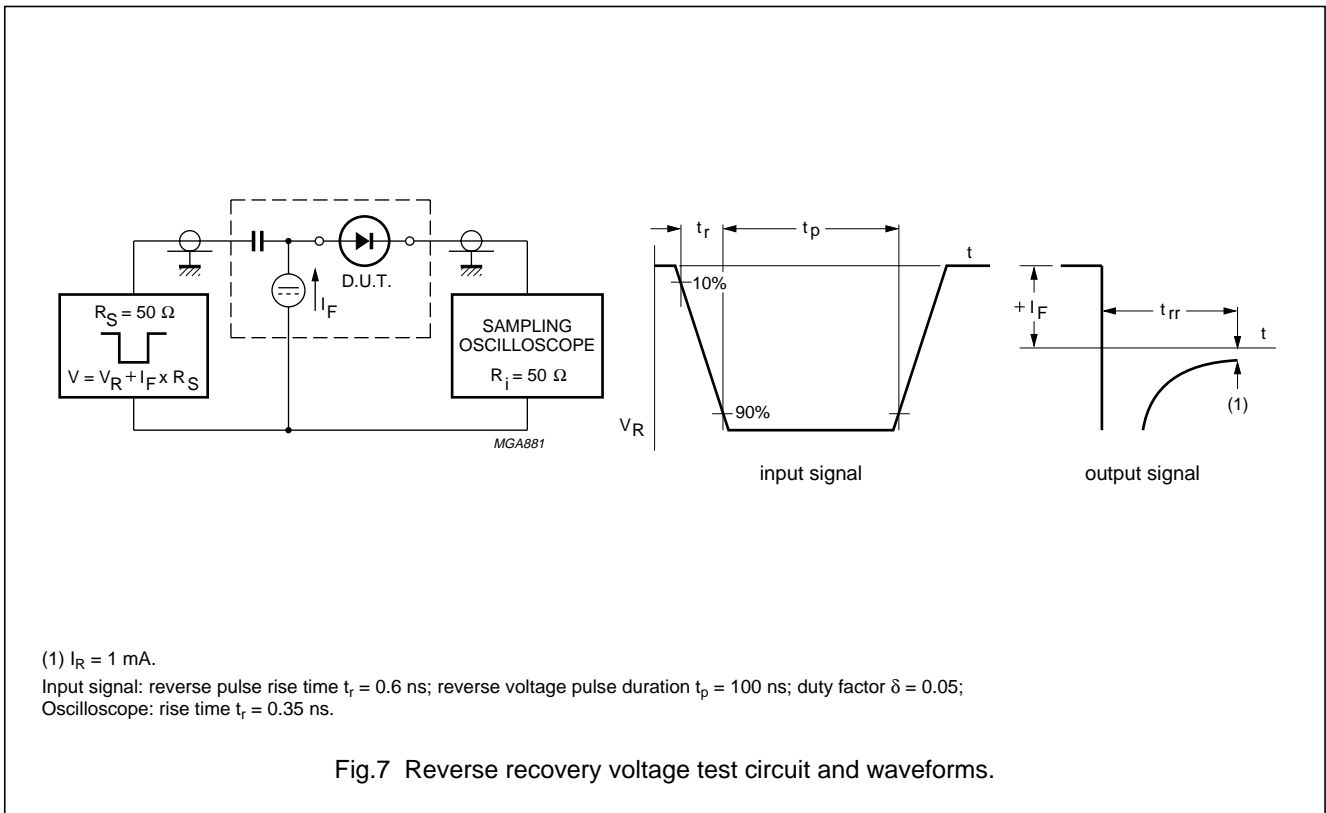 D.U.T.
I_F
R_S = 50 Ω
V = V_R + I_F x R_S
SAMPLING
OSCILLOSCOPE
R_i = 50 Ω
MGA881
t_r
t_p
t
10%
90%
V_R
input signal
+ I_F
t_rr
t
(1)
output signal
(1) I_R = 1 mA.
Input signal: reverse pulse rise time t_r = 0.6 ns; reverse voltage pulse duration t_p = 100 ns; duty factor δ = 0.05;
Oscilloscope: rise time t_r = 0.35 ns.
Fig.7 Reverse recovery voltage test circuit and waveforms.